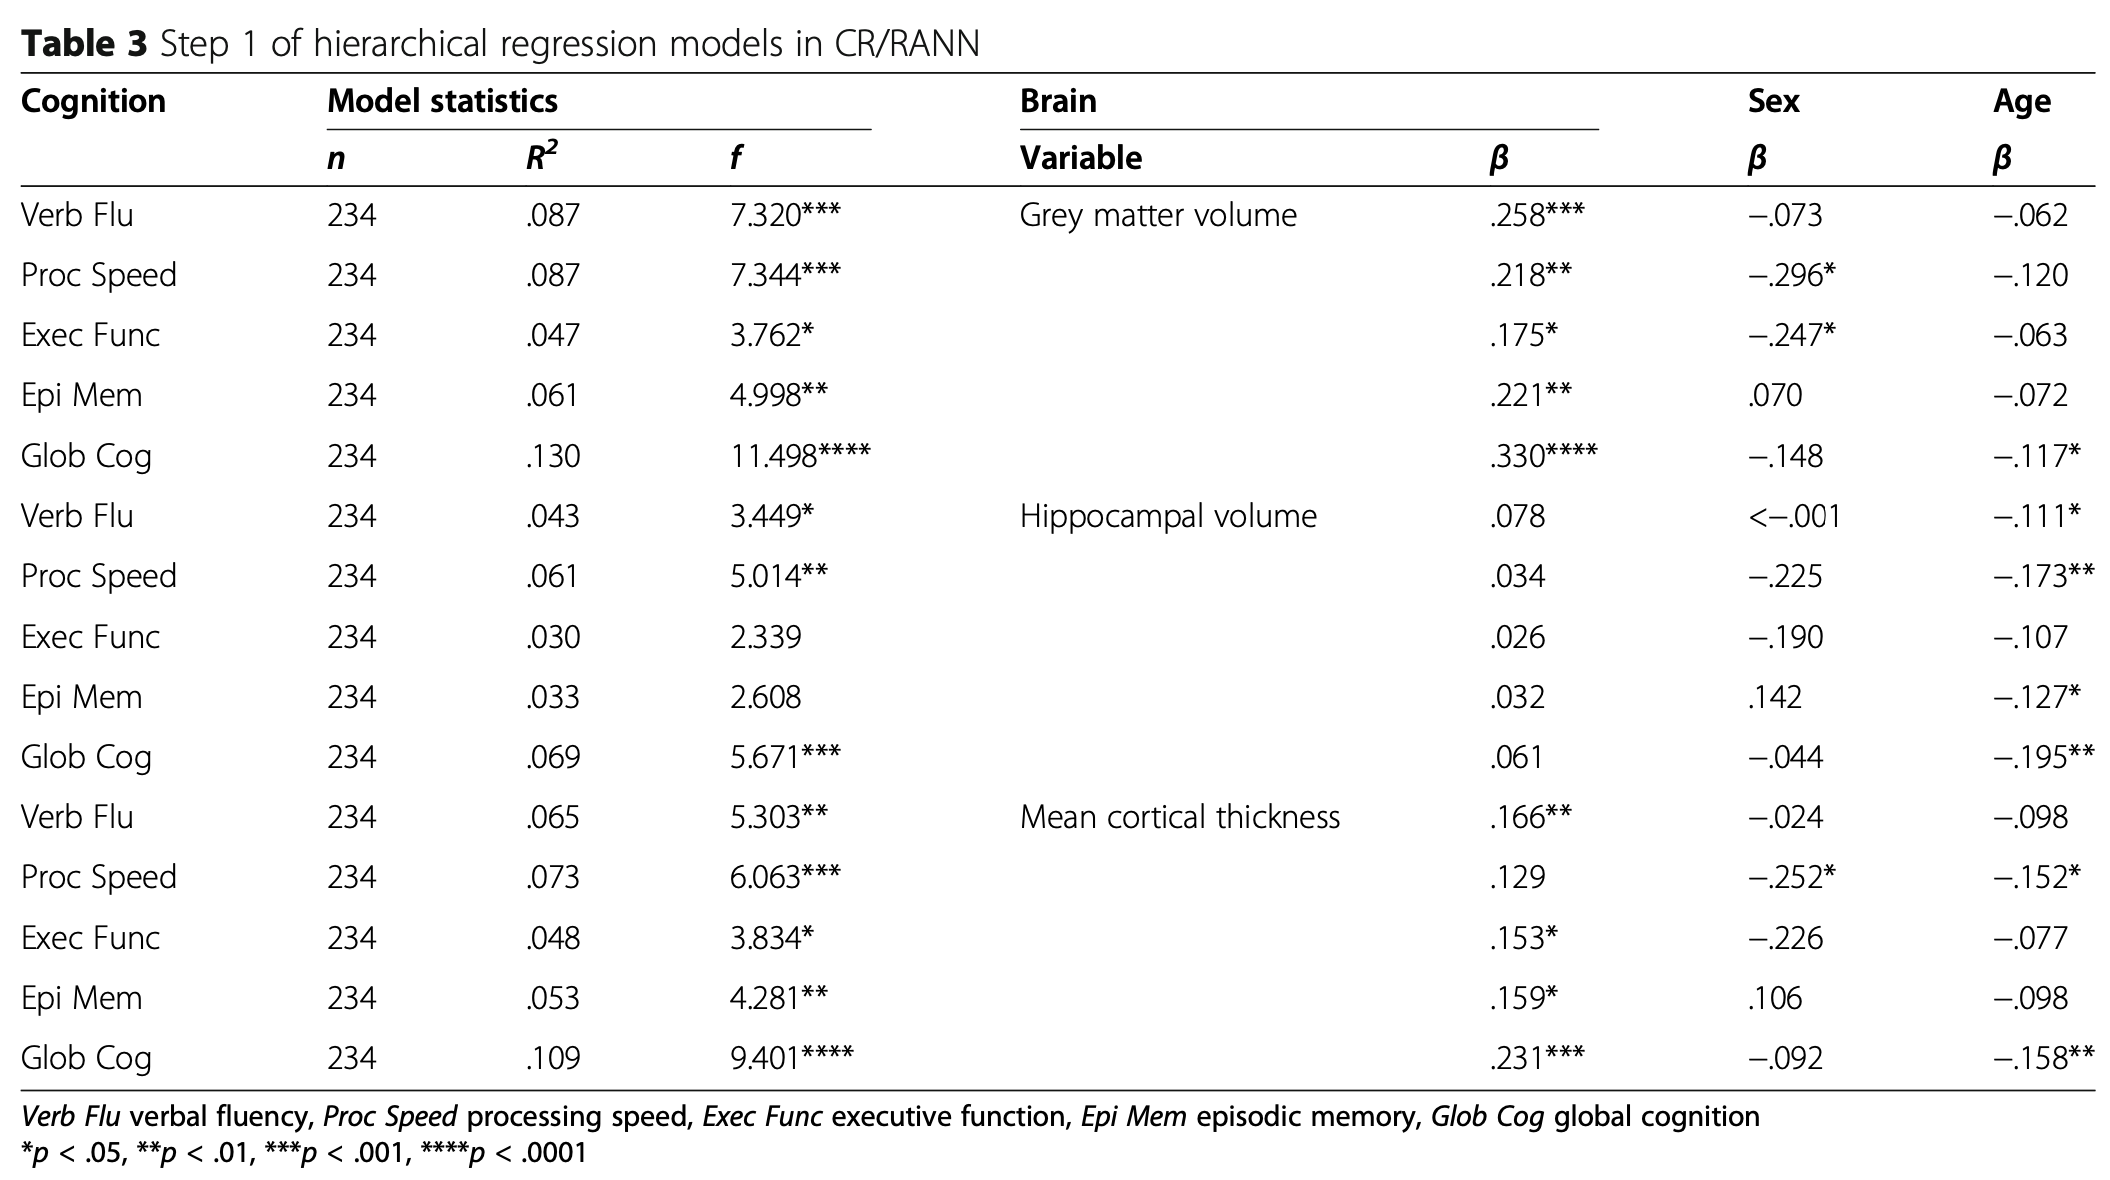 Table 3 Step 1 of hierarchical regression models in CR/RANN
Cognition Model statistics Brain Sex Age
n R² f Variable β β β
Verb Flu 234 .087 7.320*** Grey matter volume .258*** −.073 −.062
Proc Speed 234 .087 7.344*** .218** −.296* −.120
Exec Func 234 .047 3.762* .175* −.247* −.063
Epi Mem 234 .061 4.998** .221** .070 −.072
Glob Cog 234 .130 11.498**** .330**** −.148 −.117*
Verb Flu 234 .043 3.449* Hippocampal volume .078 <−.001 −.111*
Proc Speed 234 .061 5.014** .034 −.225 −.173**
Exec Func 234 .030 2.339 .026 −.190 −.107
Epi Mem 234 .033 2.608 .032 .142 −.127*
Glob Cog 234 .069 5.671*** .061 −.044 −.195**
Verb Flu 234 .065 5.303** Mean cortical thickness .166** −.024 −.098
Proc Speed 234 .073 6.063*** .129 −.252* −.152*
Exec Func 234 .048 3.834* .153* −.226 −.077
Epi Mem 234 .053 4.281** .159* .106 −.098
Glob Cog 234 .109 9.401**** .231*** −.092 −.158**
Verb Flu verbal fluency, Proc Speed processing speed, Exec Func executive function, Epi Mem episodic memory, Glob Cog global cognition
*p < .05, **p < .01, ***p < .001, ****p < .0001